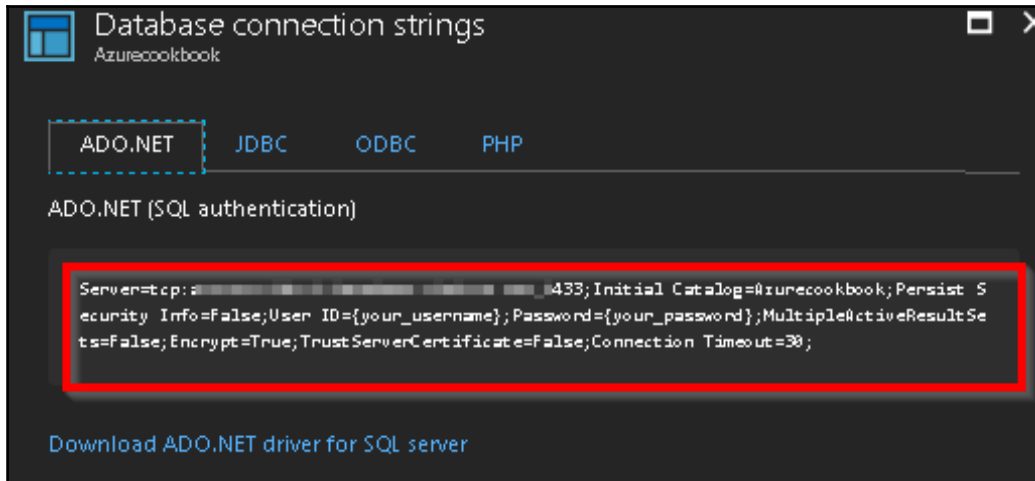 Database connection strings
Azurecookbook
ADO.NET JDBC ODBC PHP
ADO.NET (SQL authentication)
Server=tcp: 433;Initial Catalog=Azurecookbook;Persist S
ecurity Info=False;User ID={your_username};Password={your_password};MultipleActiveResultSe
ts=False;Encrypt=True;TrustServerCertificate=False;Connection Timeout=30;
Download ADO.NET driver for SQL server